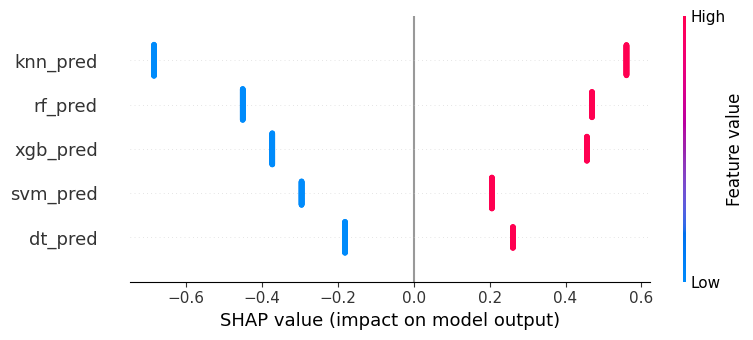 High
knn_pred
rf_pred
xgb_pred
svm_pred
dt_pred
Feature value
Low
−0.6 −0.4 −0.2 0.0 0.2 0.4 0.6
SHAP value (impact on model output)